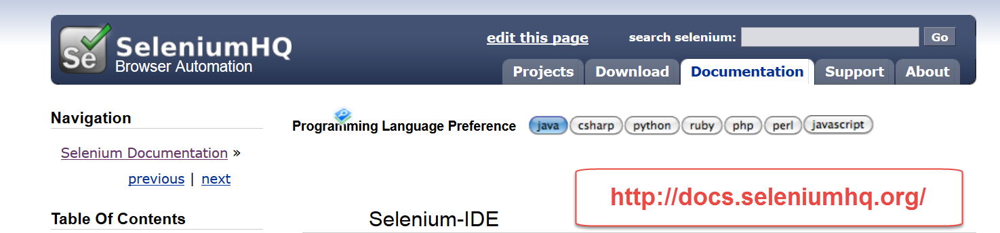 edit this page
search selenium:
Go
Se
SeleniumHQ
Browser Automation
Projects
Download
Documentation
Support
About
Navigation
Selenium Documentation »
previous | next
Table Of Contents
Programming Language Preference
java
csharp
python
ruby
php
perl
javascript
http://docs.seleniumhq.org/
Selenium-IDE